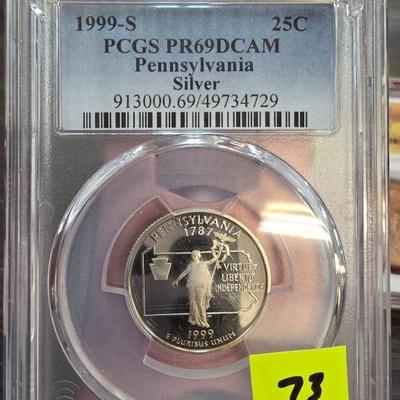 1999-S 25C
PCGS PR69DCAM
Pennsylvania
Silver
913000.69/49734729
PENNSYLVANIA
1787
VIRTUE
LIBERTY
INDEPENDENCE
1999
E PLURIBUS UNUM
73